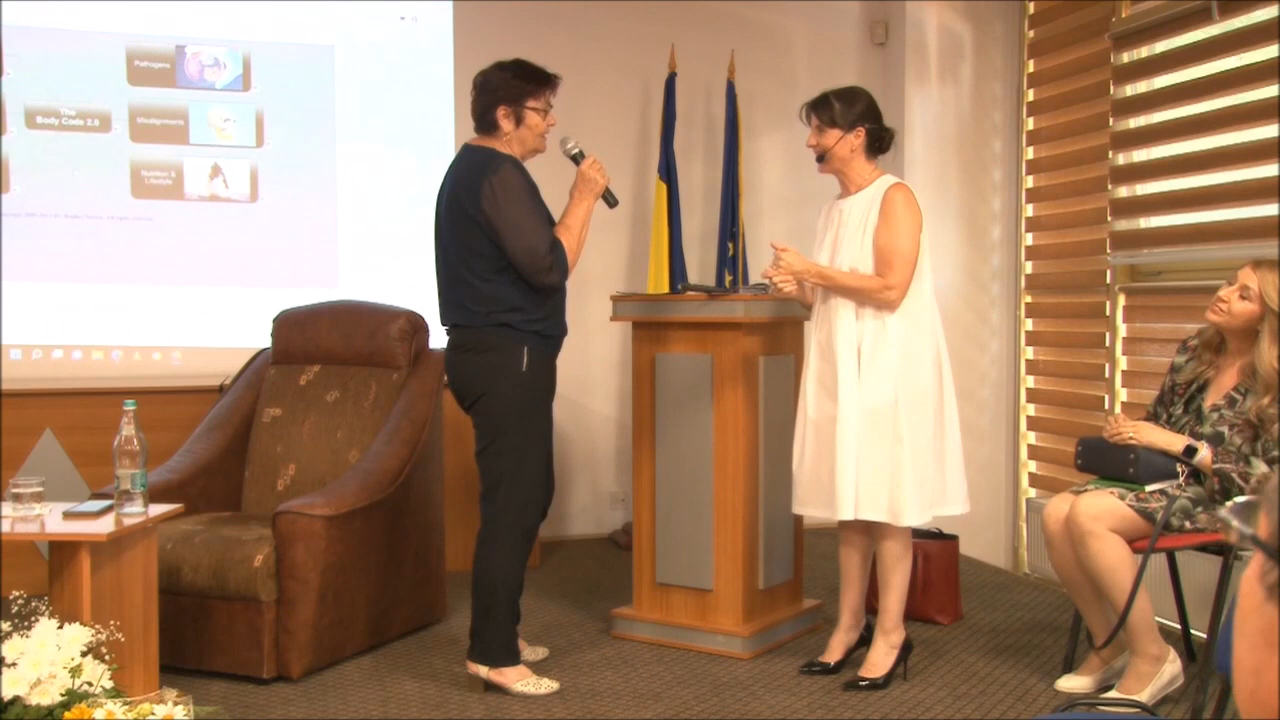 Pathogens
The
Body Code 2.0
Misalignments
Nutrition &
Lifestyle